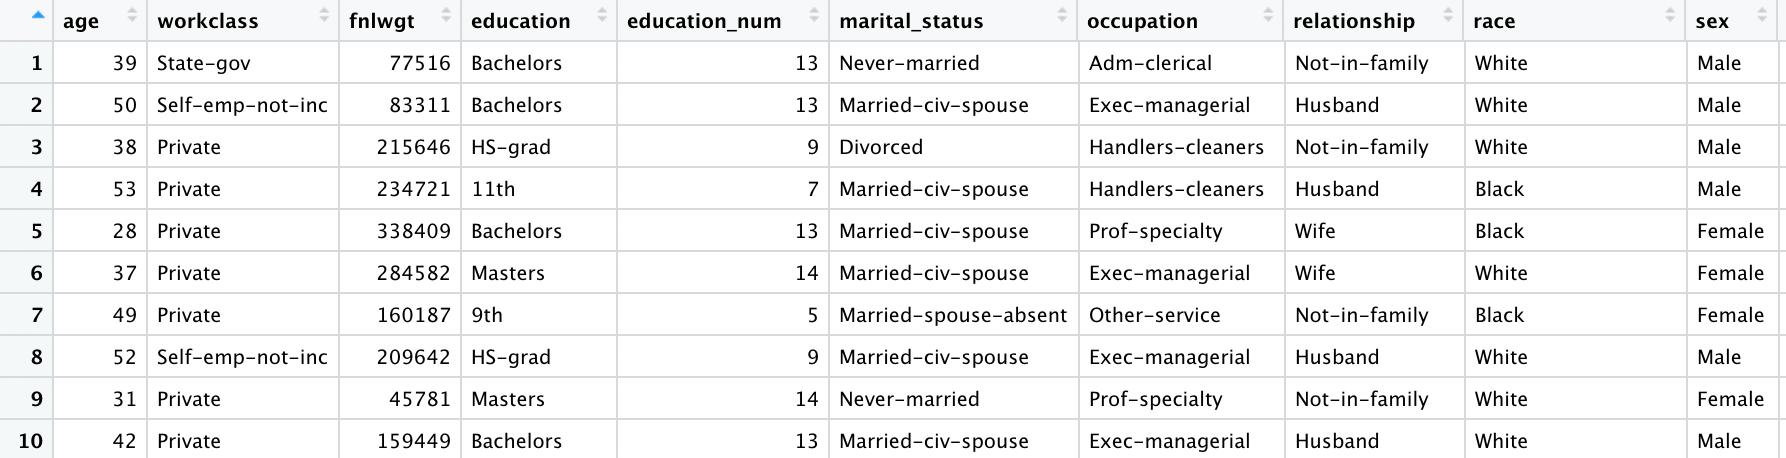 age workclass fnlwgt education education_num marital_status occupation relationship race sex
1 39 State-gov 77516 Bachelors 13 Never-married Adm-clerical Not-in-family White Male
2 50 Self-emp-not-inc 83311 Bachelors 13 Married-civ-spouse Exec-managerial Husband White Male
3 38 Private 215646 HS-grad 9 Divorced Handlers-cleaners Not-in-family White Male
4 53 Private 234721 11th 7 Married-civ-spouse Handlers-cleaners Husband Black Male
5 28 Private 338409 Bachelors 13 Married-civ-spouse Prof-specialty Wife Black Female
6 37 Private 284582 Masters 14 Married-civ-spouse Exec-managerial Wife White Female
7 49 Private 160187 9th 5 Married-spouse-absent Other-service Not-in-family Black Female
8 52 Self-emp-not-inc 209642 HS-grad 9 Married-civ-spouse Exec-managerial Husband White Male
9 31 Private 45781 Masters 14 Never-married Prof-specialty Not-in-family White Female
10 42 Private 159449 Bachelors 13 Married-civ-spouse Exec-managerial Husband White Male